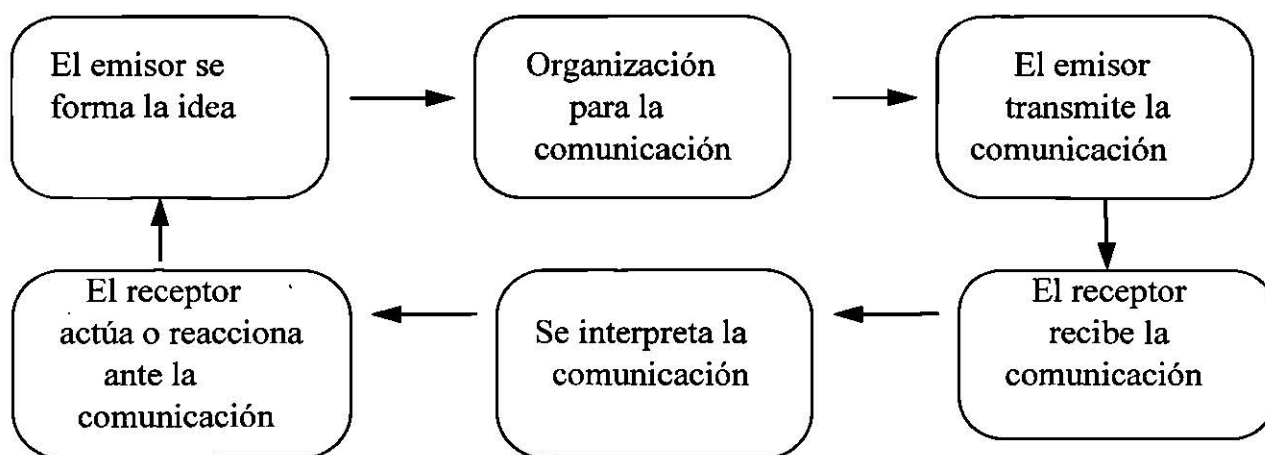 El emisor se
forma la idea
Organización
para la
comunicación
El emisor
transmite la
comunicación
El receptor
recibe la
comunicación
Se interpreta la
comunicación
El receptor
actúa o reacciona
ante la
comunicación